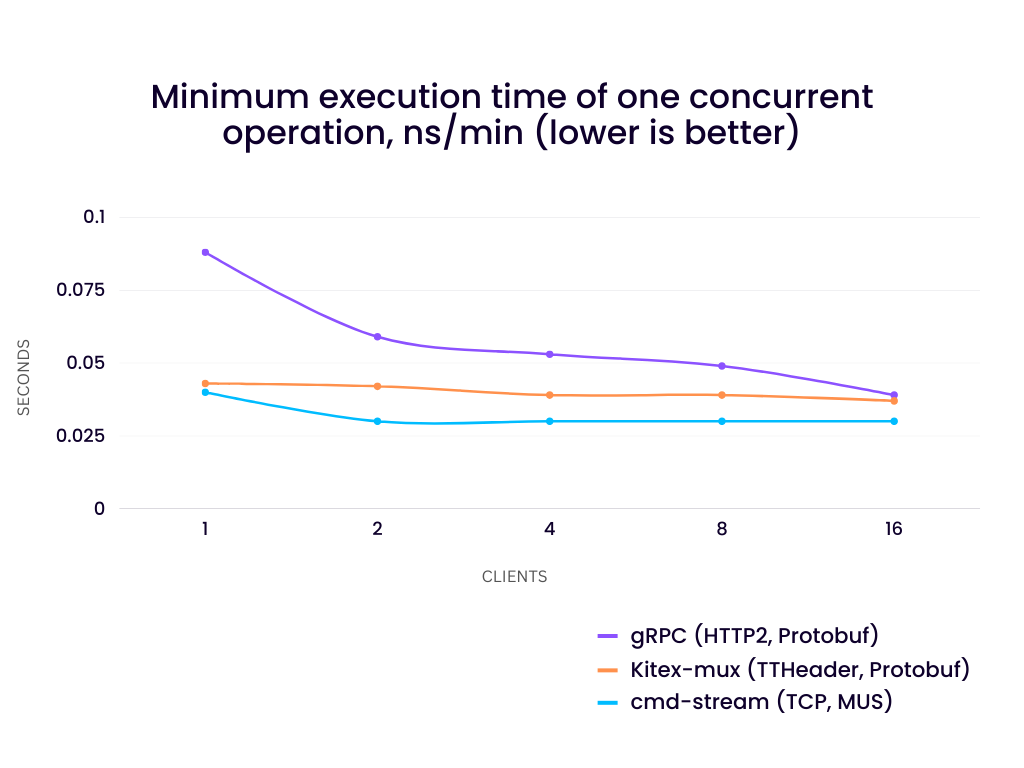 Minimum execution time of one concurrent
operation, ns/min (lower is better)
0.1
0.075
0.05
0.025
0
SECONDS
1 2 4 8 16
CLIENTS
gRPC (HTTP2, Protobuf)
Kitex-mux (TTHeader, Protobuf)
cmd-stream (TCP, MUS)